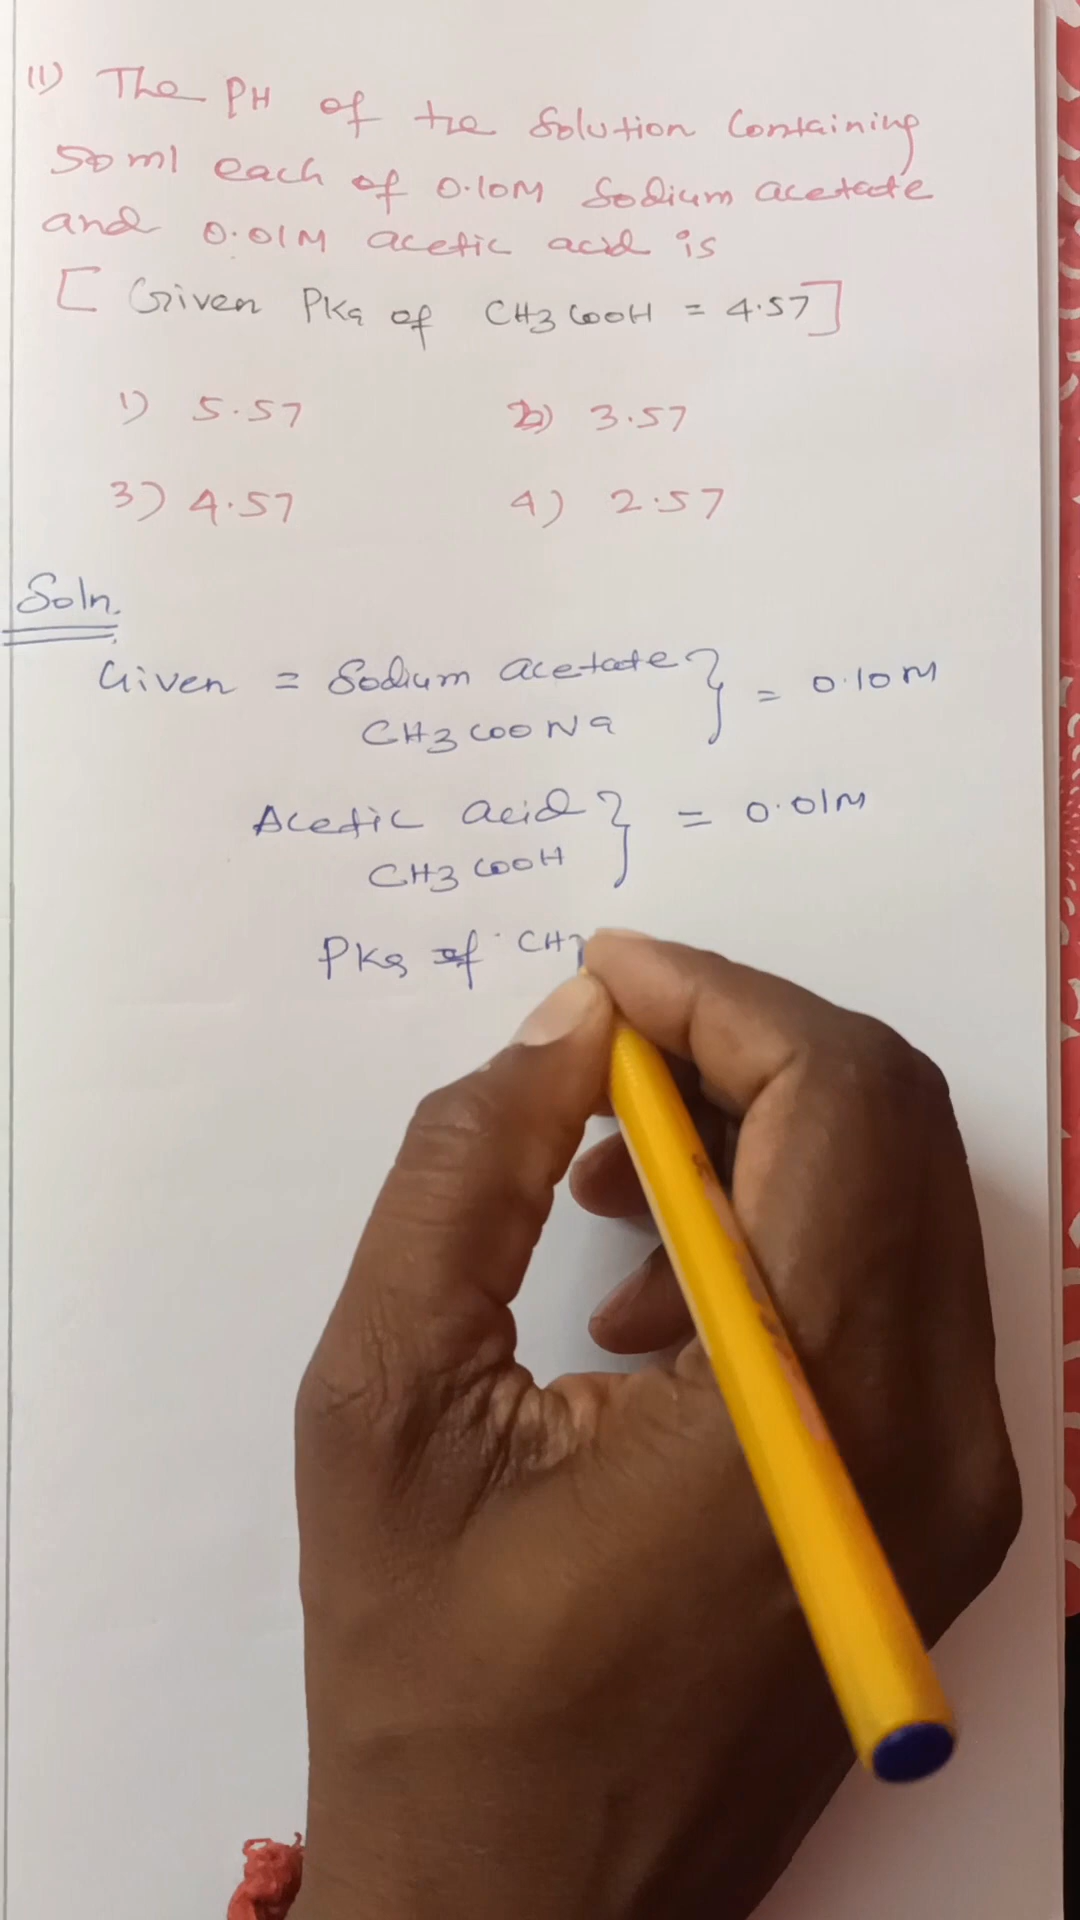 11) The PH of the Solution Containing
50 ml each of 0.10M Sodium acetate
and 0.01M acetic acid is
[Given PKa of CH3COOH = 4.57]
1) 5.57 2) 3.57
3) 4.57 4) 2.57
Soln.
Given = Sodium acetate } = 0.10M
CH3COONa
Acetic acid } = 0.01M
CH3COOH
PKa of CH3